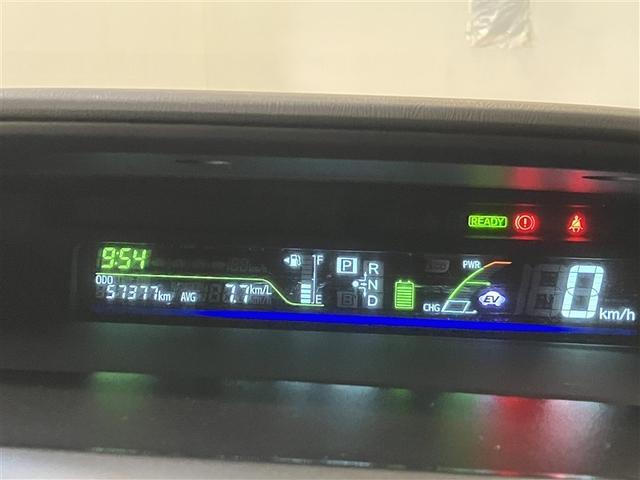 READY
9:54
ODO
57377km AVG 7.7km/L
F
E
P
R
N
D
B
PWR
CHG
EV
0 km/h